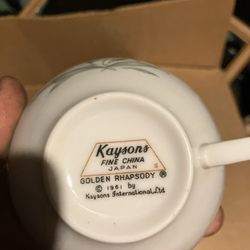 Kaysons
FINE CHINA
JAPAN
S
GOLDEN RHAPSODY ®
© 1961 by
Kaysons International, Ltd